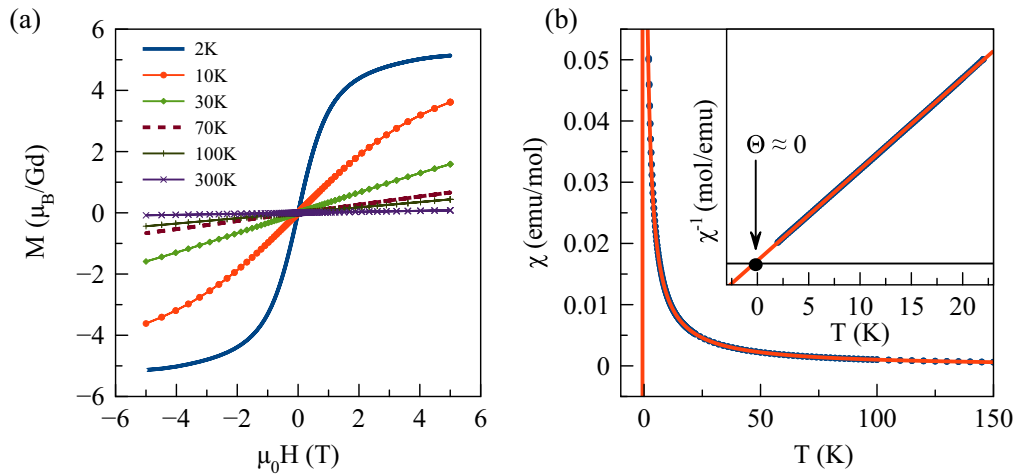 (a)
6
4
2
0
−2
−4
−6
M (μB/Gd)
2K
10K
30K
70K
100K
300K
−6 −4 −2 0 2 4 6
μ0H (T)
(b)
0.05
0.04
0.03
0.02
0.01
0
χ (emu/mol)
χ-1 (mol/emu)
Θ ≈ 0
0 5 10 15 20
T (K)
0 50 100 150
T (K)